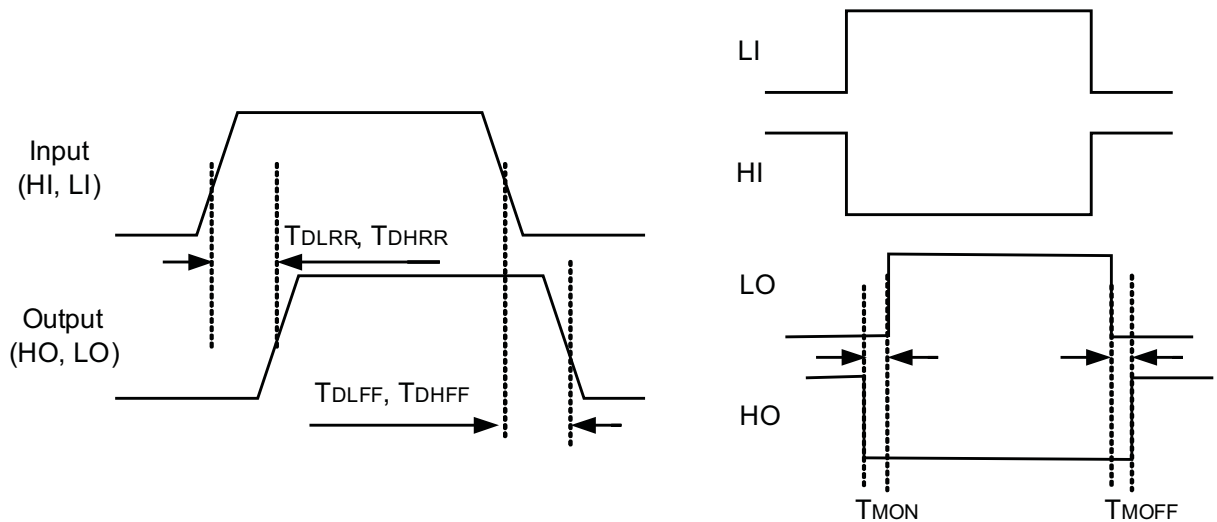 Input
(HI, LI)
TDLRR, TDHRR
Output
(HO, LO)
TDLFF, TDHFF
LI
HI
LO
HO
TMON
TMOFF